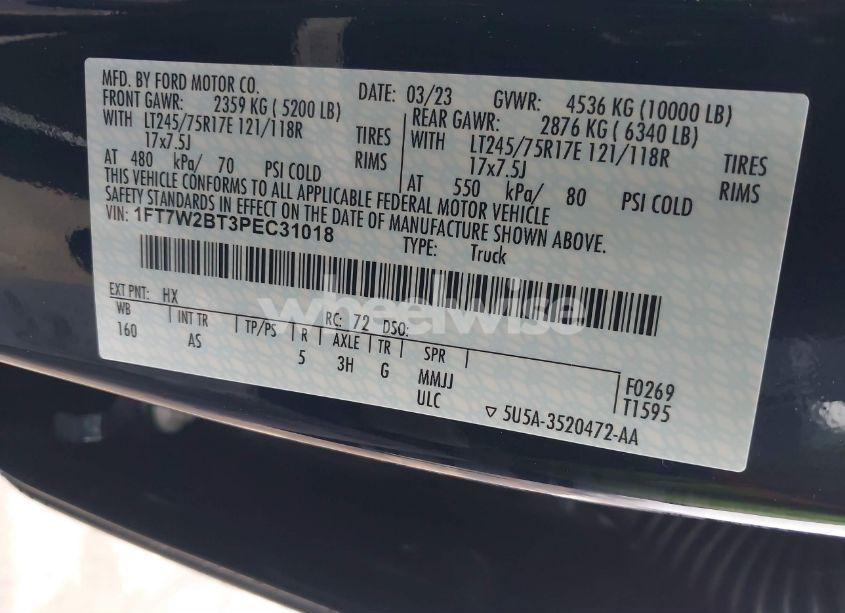 MFD. BY FORD MOTOR CO. DATE: 03/23 GVWR: 4536 KG (10000 LB)
FRONT GAWR: 2359 KG ( 5200 LB) REAR GAWR: 2876 KG ( 6340 LB)
WITH LT245/75R17E 121/118R TIRES WITH LT245/75R17E 121/118R TIRES
17x7.5J RIMS 17x7.5J RIMS
AT 480 kPa/ 70 PSI COLD AT 550 kPa/ 80 PSI COLD
THIS VEHICLE CONFORMS TO ALL APPLICABLE FEDERAL MOTOR VEHICLE
SAFETY STANDARDS IN EFFECT ON THE DATE OF MANUFACTURE SHOWN ABOVE.
VIN: 1FT7W2BT3PEC31018 TYPE: Truck
EXT PNT: HX RC: 72 DSO:
WB INT TR TP/PS R AXLE TR SPR
160 AS 5 3H G MMJJ F0269
ULC T1595
▽ 5U5A-3520472-AA
wheelwise